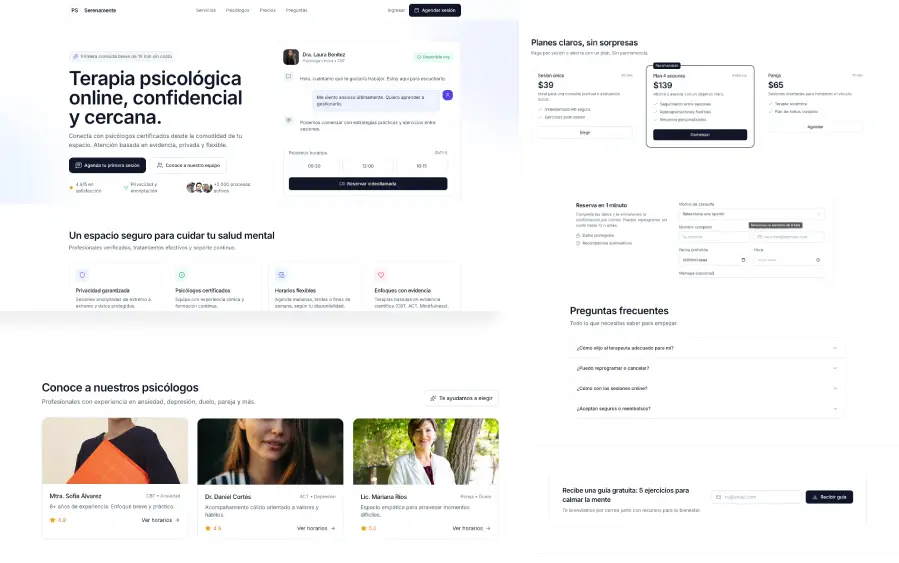 PS Serenamente
Servicios
Psicólogos
Precios
Preguntas
Ingresar
Agendar sesión
Primera consulta breve de 15 min sin costo
Terapia psicológica
online, confidencial
y cercana.
Conecta con psicólogos certificados desde la comodidad de tu
espacio. Atención basada en evidencia, privada y flexible.
Agenda tu primera sesión
Conoce a nuestro equipo
4.9/5 en
satisfacción
Privacidad y
encriptación
+2,000 procesos
activos
Dra. Laura Benítez
Psicóloga clínica • CBT
Disponible hoy
Hola, cuéntame qué te gustaría trabajar. Estoy aquí para escucharte.
Me siento ansioso últimamente. Quiero aprender a
gestionarlo.
Podemos comenzar con estrategias prácticas y ejercicios entre
sesiones.
Próximos horarios
09:30
12:00
18:15
Reservar videollamada
Un espacio seguro para cuidar tu salud mental
Profesionales verificados, tratamientos efectivos y soporte continuo.
Privacidad garantizada
Sesiones encriptadas de extremo a
extremo y datos protegidos.
Psicólogos certificados
Equipo con experiencia clínica y
formación continua.
Horarios flexibles
Agenda mañanas, tardes o fines de
semana, según tu disponibilidad.
Enfoques con evidencia
Terapias basadas en evidencia
científica (CBT, ACT, Mindfulness).
Conoce a nuestros psicólogos
Profesionales con experiencia en ansiedad, depresión, duelo, pareja y más.
Te ayudamos a elegir
Mtra. Sofía Álvarez
CBT • Ansiedad
8+ años de experiencia. Enfoque breve y práctico.
4.9
Ver horarios →
Dr. Daniel Cortés
ACT • Depresión
Acompañamiento cálido orientado a valores y
hábitos.
4.8
Ver horarios →
Lic. Mariana Ríos
Pareja • Duelo
Espacio empático para atravesar momentos
difíciles.
5.0
Ver horarios →
Planes claros, sin sorpresas
Paga por sesión o ahorra con un plan. Sin permanencia.
Sesión única
$39
Ideal para una consulta puntual o evaluación
inicial.
Videollamada HD segura
Ejercicios post-sesión
Elegir
Recomendado
Plan 4 sesiones
$139
Ahorra y avanza con un objetivo claro.
Seguimiento entre sesiones
Reprogramaciones flexibles
Recursos personalizados
Comenzar
Pareja
$65
Sesiones orientadas para fortalecer el vínculo.
Terapia sistémica
Plan de tareas conjunto
Agendar
Reserva en 1 minuto
Completa tus datos y te enviaremos la
confirmación por correo. Puedes reprogramar sin
costo hasta 12 h antes.
Datos protegidos
Recordatorios automáticos
Motivo de consulta
Selecciona una opción
Nombre completo
Tu nombre
Fecha preferida
Hora
Mensaje (opcional)
Preguntas frecuentes
Todo lo que necesitas saber para empezar.
¿Cómo elijo al terapeuta adecuado para mí?
¿Puedo reprogramar o cancelar?
¿Cómo son las sesiones online?
¿Aceptan seguros o reembolsos?
Recibe una guía gratuita: 5 ejercicios para
calmar la mente
Te la enviamos por correo junto con recursos para tu bienestar.
tu@email.com
Recibir guía